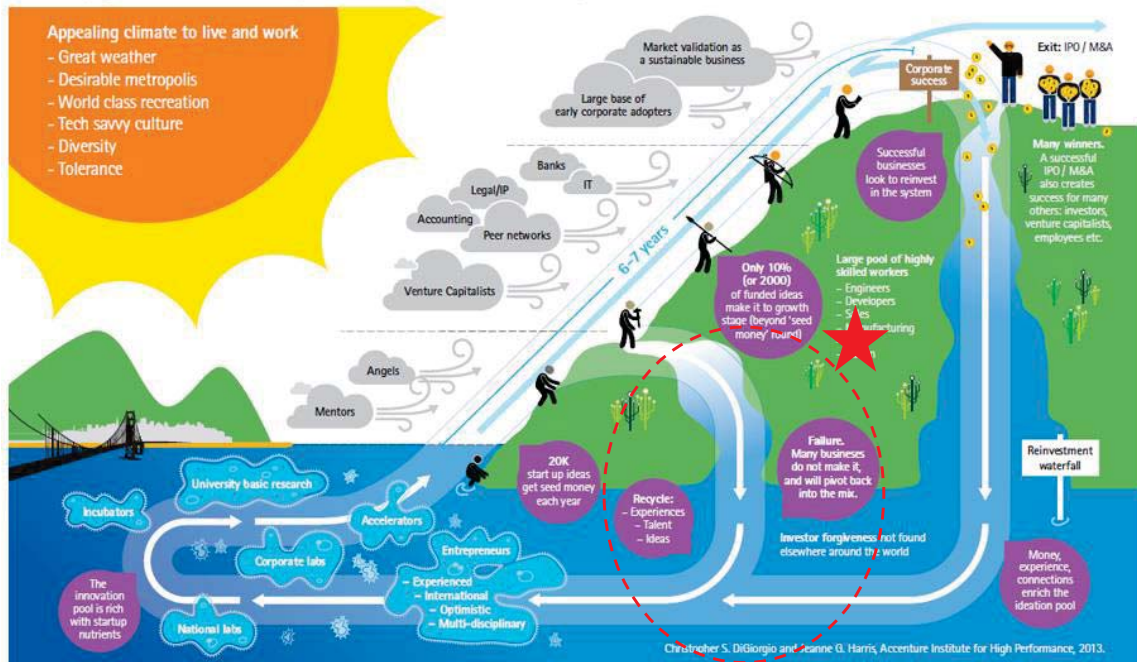 Appealing climate to live and work
- Great weather
- Desirable metropolis
- World class recreation
- Tech savvy culture
- Diversity
- Tolerance
Market validation as
a sustainable business
Large base of
early corporate adopters
Banks
IT
Legal/IP
Accounting
Peer networks
Venture Capitalists
Angels
Mentors
6-7 years
Corporate
success
Exit: IPO / M&A
Successful
businesses
look to reinvest
in the system
Many winners.
A successful
IPO / M&A
also creates
success for many
others: investors,
venture capitalists,
employees etc.
Only 10%
(or 2000)
of funded ideas
make it to growth
stage (beyond 'seed
money' round)
Large pool of highly
skilled workers
- Engineers
- Developers
20K
start up ideas
get seed money
each year
Recycle:
- Experiences
- Talent
- Ideas
Failure.
Many busineses
do not make it,
and will pivot back
into the mix.
Investor forgiveness not found
elsewhere around the world
Reinvestment
waterfall
Money,
experience,
connections
enrich the
ideation pool
University basic research
Incubators
Accelerators
Corporate labs
Entrepreneurs
- Experienced
- International
- Optimistic
- Multi-disciplinary
National labs
The
innovation
pool is rich
with startup
nutrients
Christopher S. DiGiorgio and Jeanne G. Harris, Accenture Institute for High Performance, 2013.